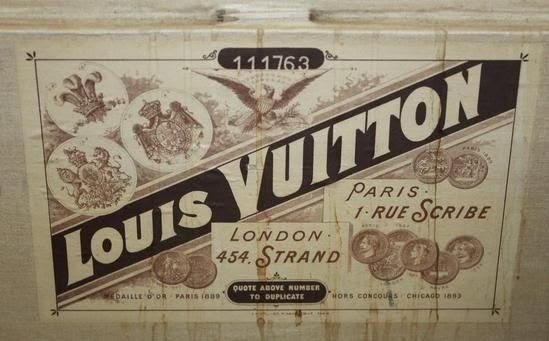 111763
LOUIS VUITTON
PARIS·
1·RUE SCRIBE
LONDON·
454, STRAND
MEDAILLE D'OR·PARIS 1889
QUOTE ABOVE NUMBER
TO DUPLICATE
HORS CONCOURS·CHICAGO 1893